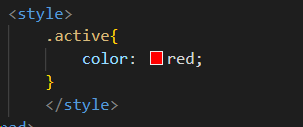 <style>
.active{
color: red;
}
</style>